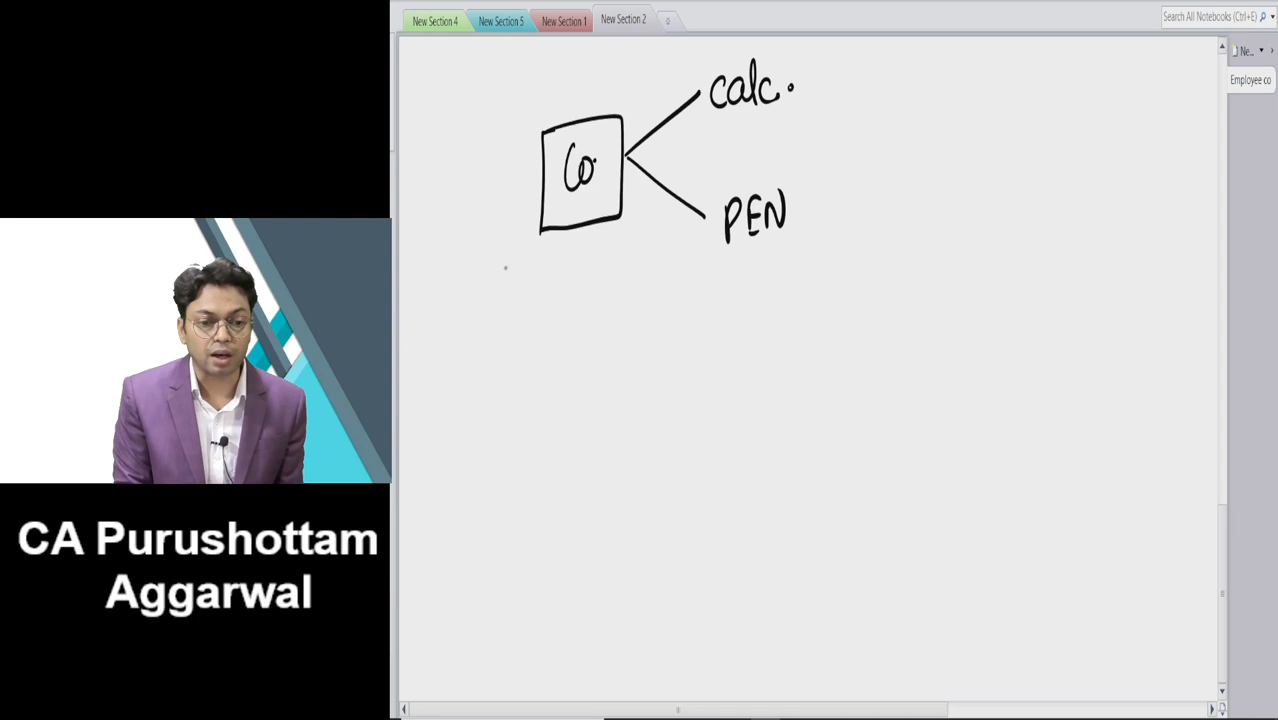 New Section 4
New Section 5
New Section 1
New Section 2
Search All Notebooks (Ctrl+E)
Ne...
Employee co
calc.
Co.
PEN
CA Purushottam
Aggarwal